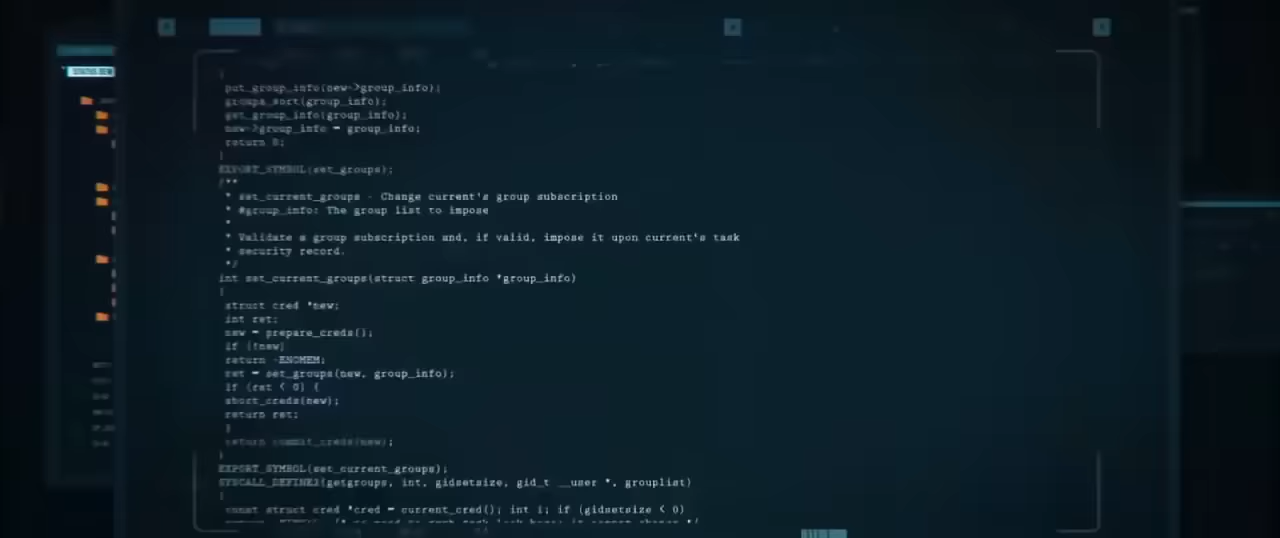 }
put_group_info(new->group_info);
groups_sort(group_info);
get_group_info(group_info);
new->group_info = group_info;
return 0;
}
EXPORT_SYMBOL(set_groups);
/**
* set_current_groups - Change current's group subscription
* @group_info: The group list to impose
*
* Validate a group subscription and, if valid, impose it upon current's task
* security record.
*/
int set_current_groups(struct group_info *group_info)
{
struct cred *new;
int ret;
new = prepare_creds();
if (!new)
return -ENOMEM;
ret = set_groups(new, group_info);
if (ret < 0) {
abort_creds(new);
return ret;
}
return commit_creds(new);
}
EXPORT_SYMBOL(set_current_groups);
SYSCALL_DEFINE2(getgroups, int, gidsetsize, gid_t __user *, grouplist)
{
const struct cred *cred = current_cred(); int i; if (gidsetsize < 0)